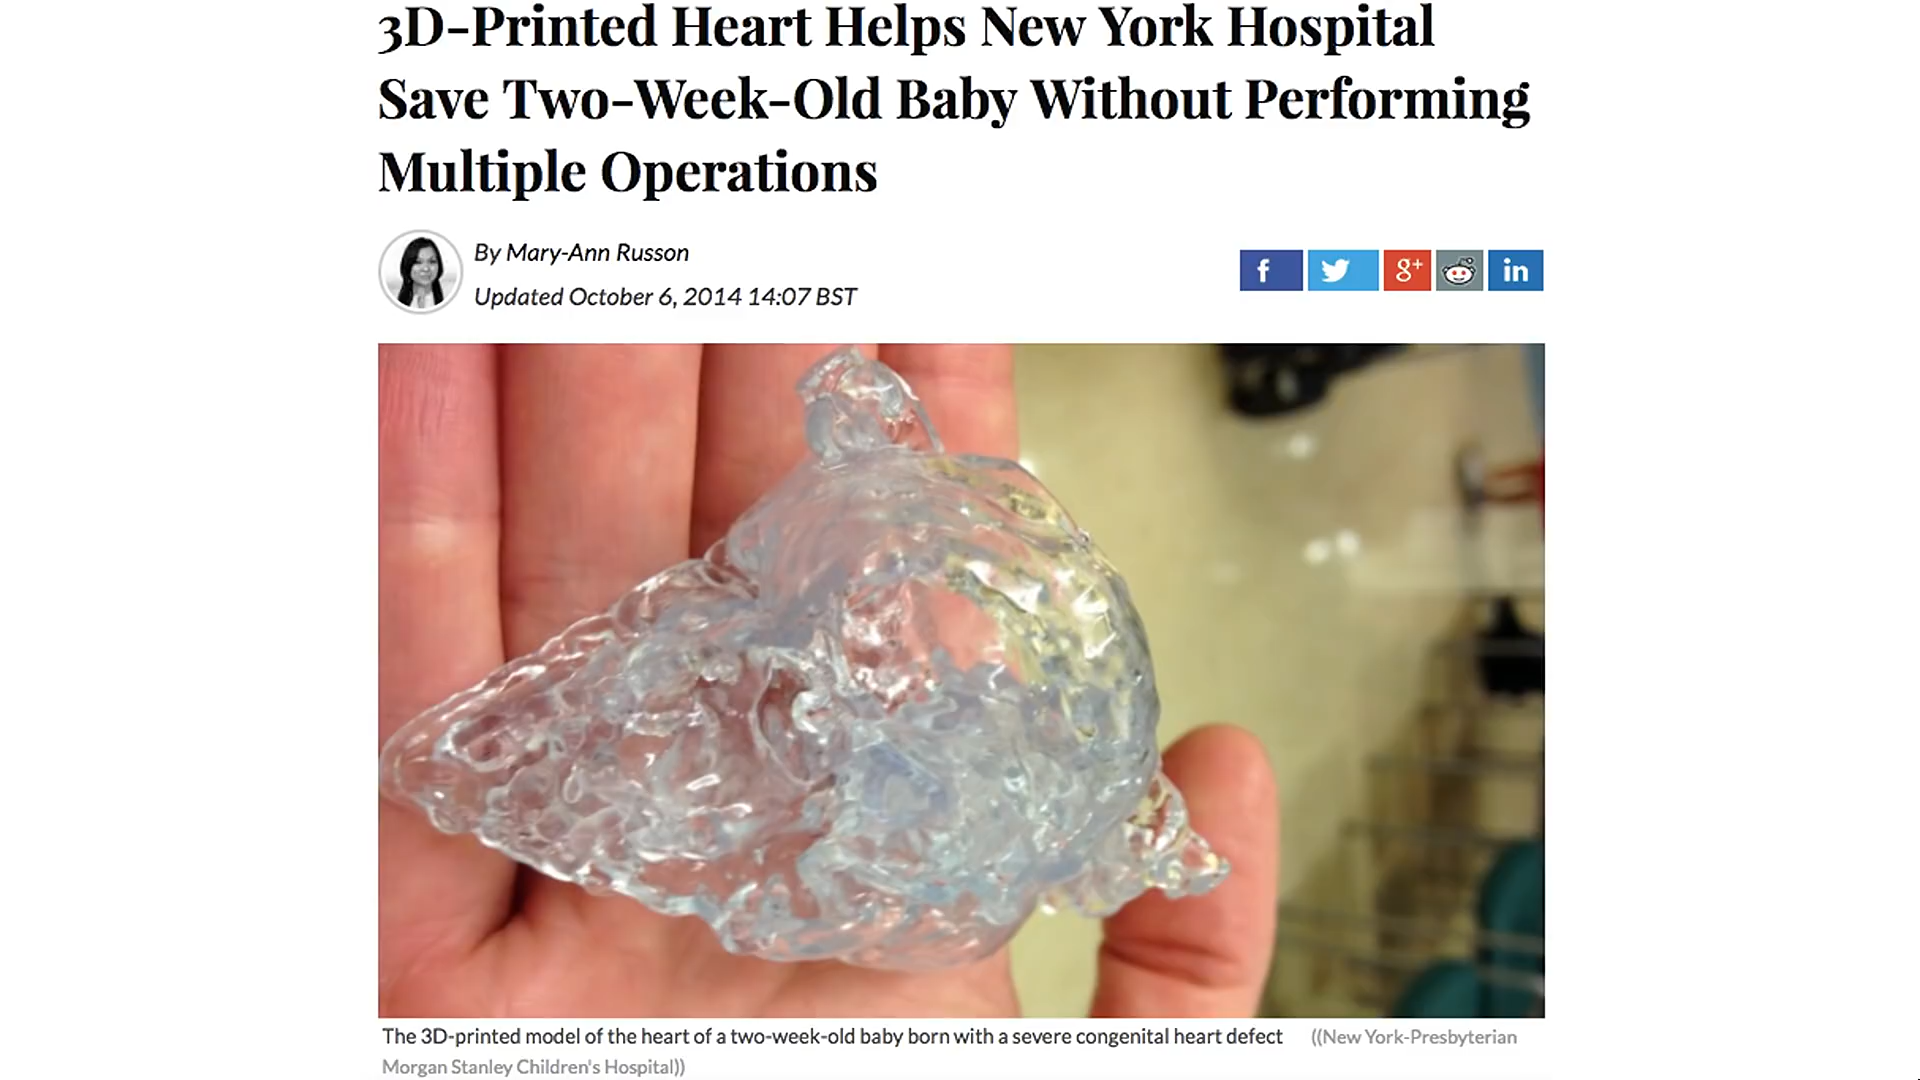 3D-Printed Heart Helps New York Hospital
Save Two-Week-Old Baby Without Performing
Multiple Operations
By Mary-Ann Russon
Updated October 6, 2014 14:07 BST
f
g+
in
The 3D-printed model of the heart of a two-week-old baby born with a severe congenital heart defect ((New York-Presbyterian
Morgan Stanley Children's Hospital))